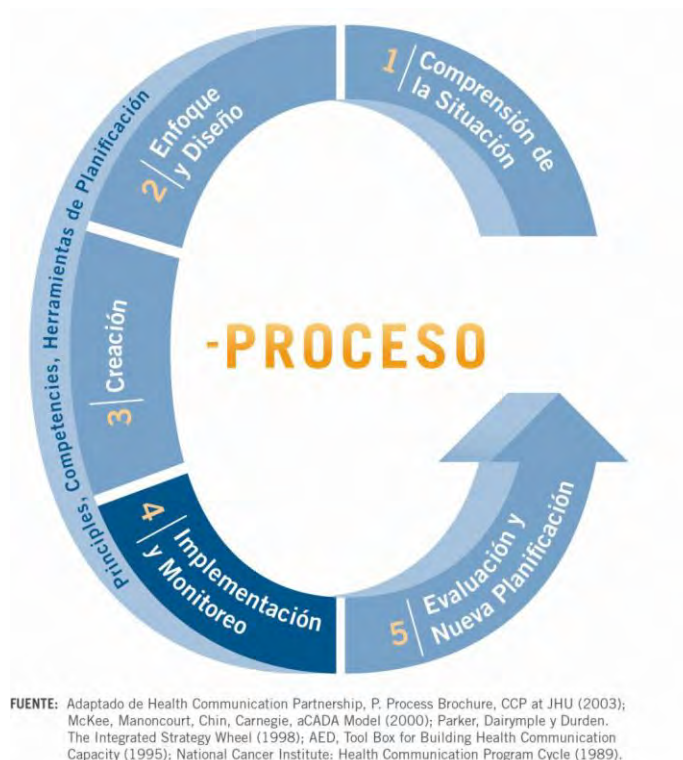 1
Comprensión de
la Situación
2
Enfoque
y Diseño
3
Creación
4
Implementación
y Monitoreo
5
Evaluación y
Nueva Planificación
Principles, Competencies, Herramientas de Planificación
-PROCESO
FUENTE: Adaptado de Health Communication Partnership, P. Process Brochure, CCP at JHU (2003);
McKee, Manoncourt, Chin, Carnegie, aCADA Model (2000); Parker, Dairymple y Durden.
The Integrated Strategy Wheel (1998); AED, Tool Box for Building Health Communication
Capacity (1995); National Cancer Institute: Health Communication Program Cycle (1989).